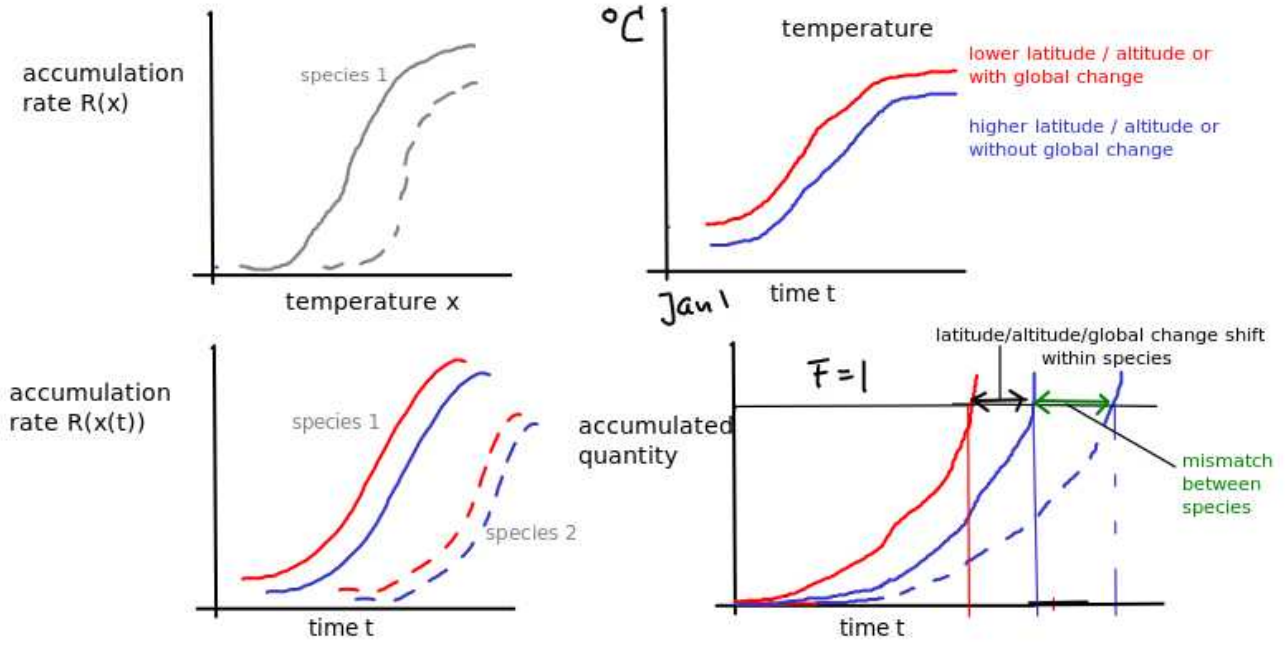 accumulation
rate R(x)
species 1
temperature x
°C
temperature
lower latitude / altitude or
with global change
higher latitude / altitude or
without global change
Jan 1
time t
accumulation
rate R(x(t))
species 1
species 2
time t
latitude/altitude/global change shift
within species
F=1
accumulated
quantity
mismatch
between
species
time t